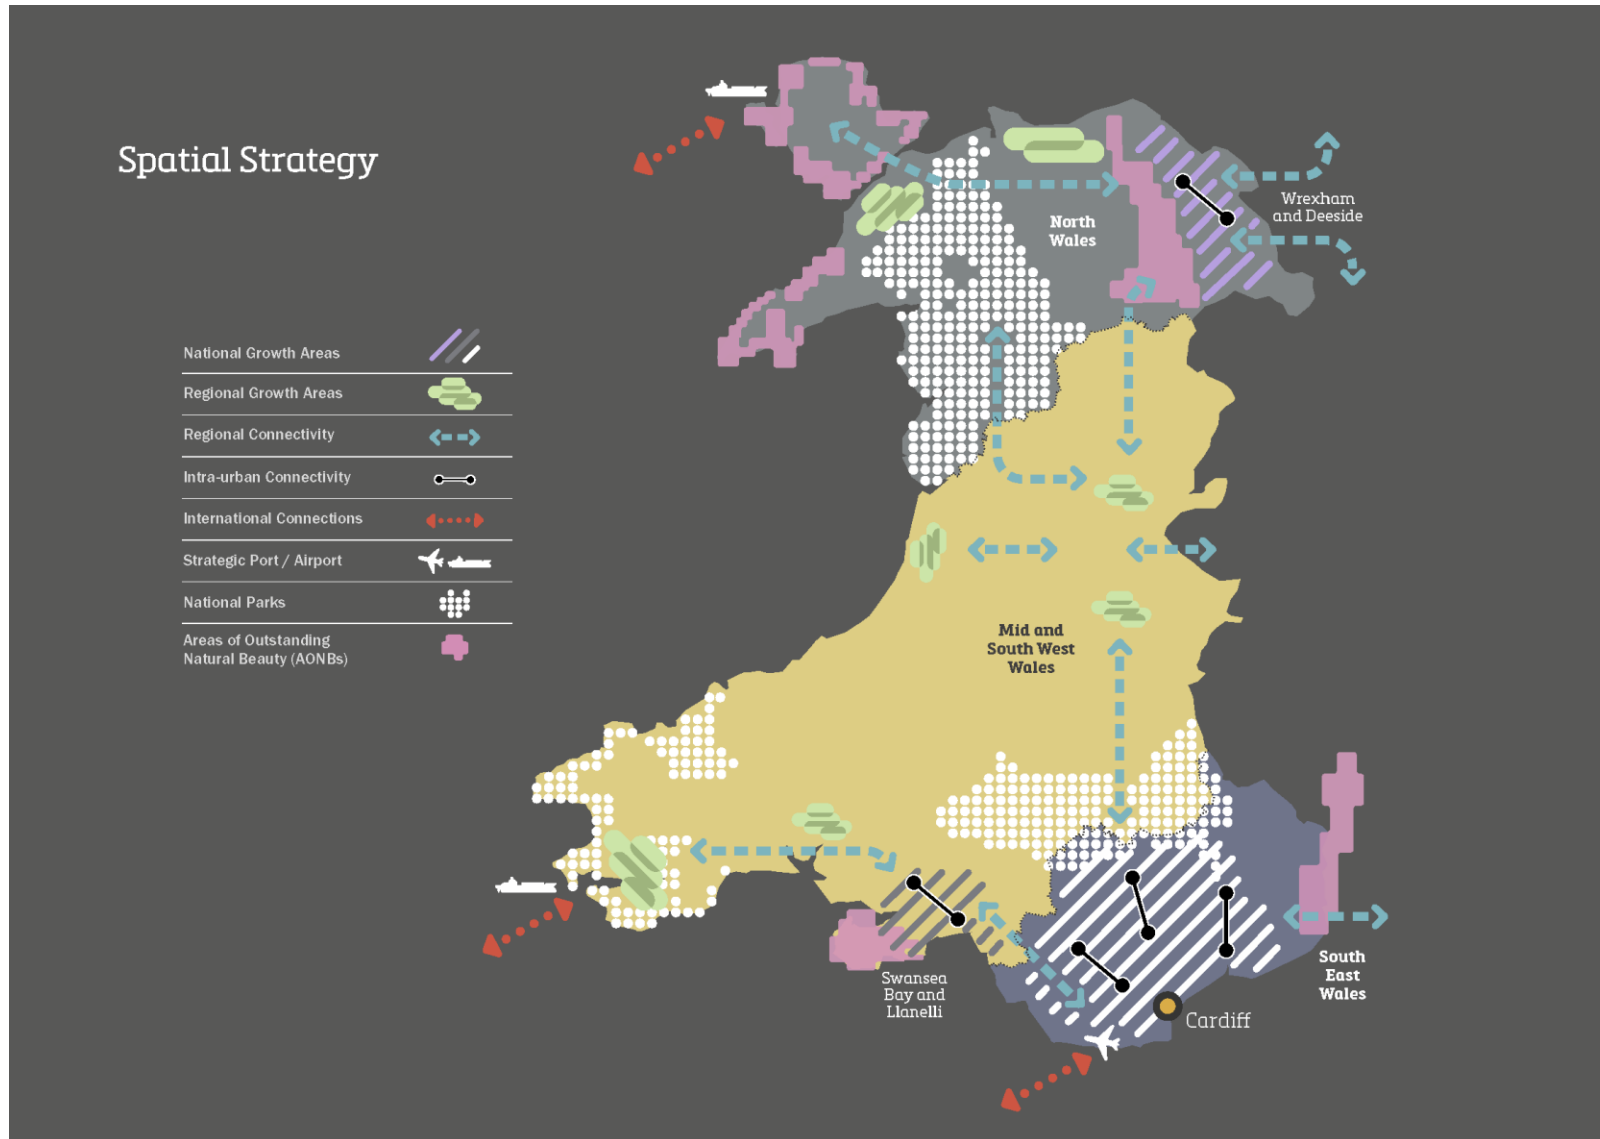 Spatial Strategy
National Growth Areas
Regional Growth Areas
Regional Connectivity
Intra-urban Connectivity
International Connections
Strategic Port / Airport
National Parks
Areas of Outstanding
Natural Beauty (AONBs)
North
Wales
Wrexham
and Deeside
Mid and
South West
Wales
Swansea
Bay and
Llanelli
South
East
Wales
Cardiff